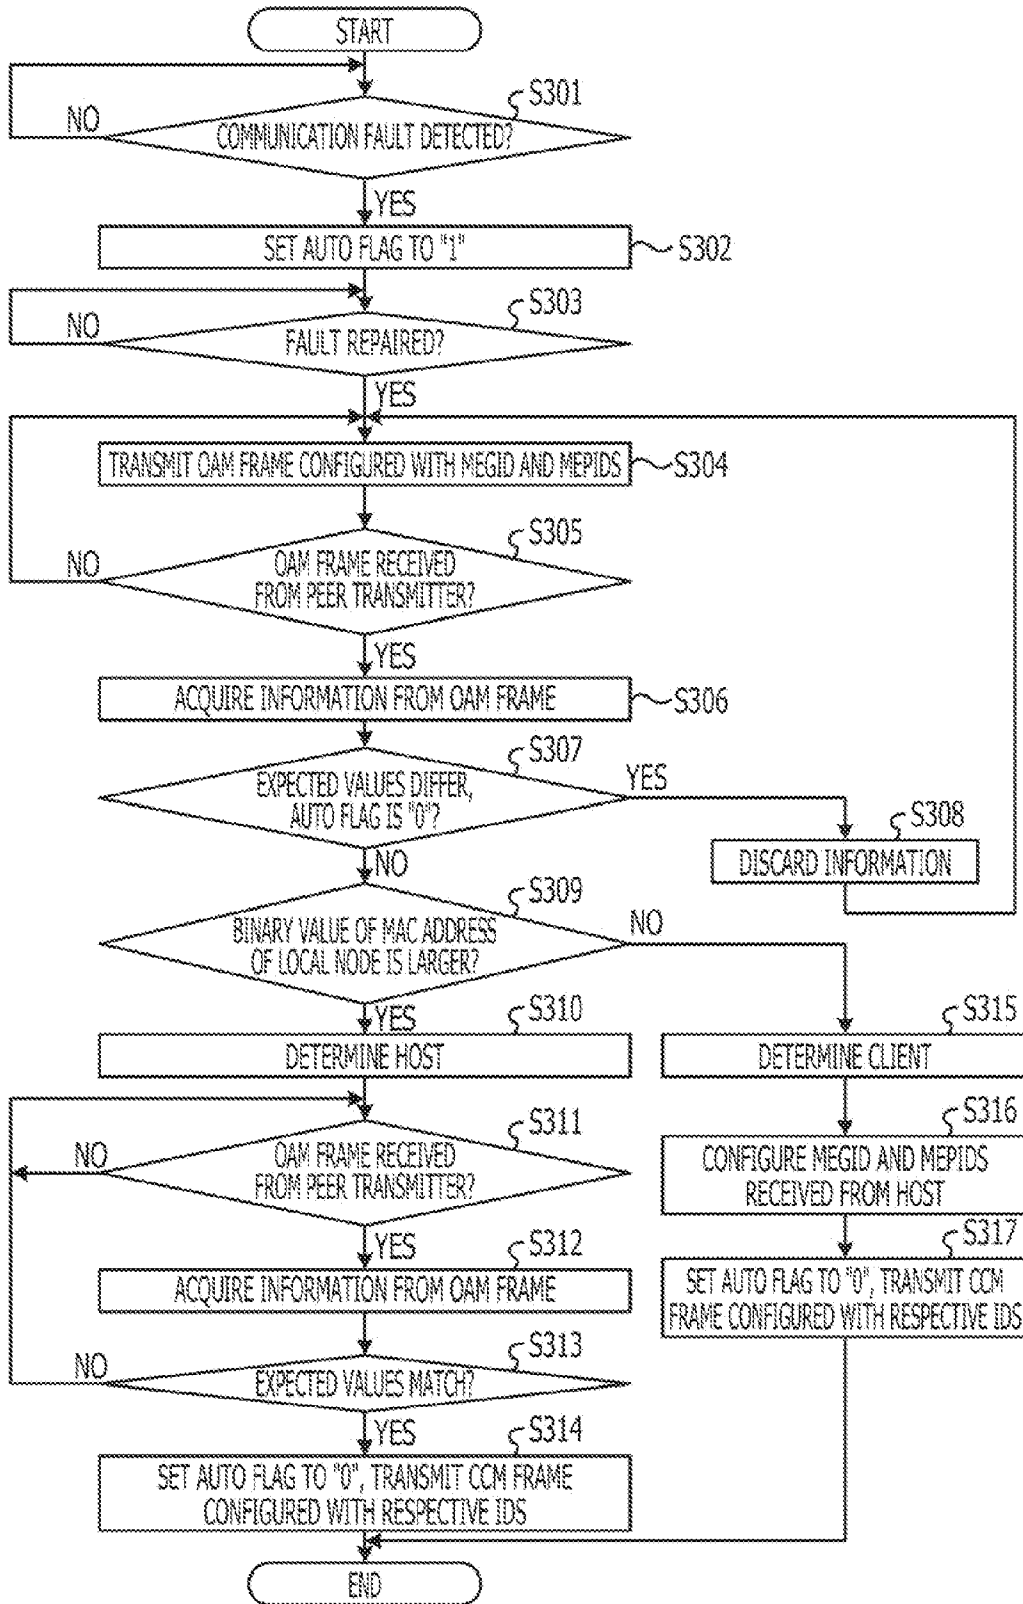 START
S301
NO
COMMUNICATION FAULT DETECTED?
YES
SET AUTO FLAG TO "1"
S302
S303
NO
FAULT REPAIRED?
YES
TRANSMIT OAM FRAME CONFIGURED WITH MEGID AND MEPIDS
S304
S305
NO
OAM FRAME RECEIVED
FROM PEER TRANSMITTER?
YES
ACQUIRE INFORMATION FROM OAM FRAME
S306
S307
EXPECTED VALUES DIFFER,
AUTO FLAG IS "0"?
YES
S308
DISCARD INFORMATION
NO
S309
BINARY VALUE OF MAC ADDRESS
OF LOCAL NODE IS LARGER?
NO
YES
S310
DETERMINE HOST
S315
DETERMINE CLIENT
S311
NO
OAM FRAME RECEIVED
FROM PEER TRANSMITTER?
S316
CONFIGURE MEGID AND MEPIDS
RECEIVED FROM HOST
YES
S312
ACQUIRE INFORMATION FROM OAM FRAME
S317
SET AUTO FLAG TO "0", TRANSMIT CCM
FRAME CONFIGURED WITH RESPECTIVE IDS
S313
NO
EXPECTED VALUES MATCH?
YES
S314
SET AUTO FLAG TO "0", TRANSMIT CCM FRAME
CONFIGURED WITH RESPECTIVE IDS
END